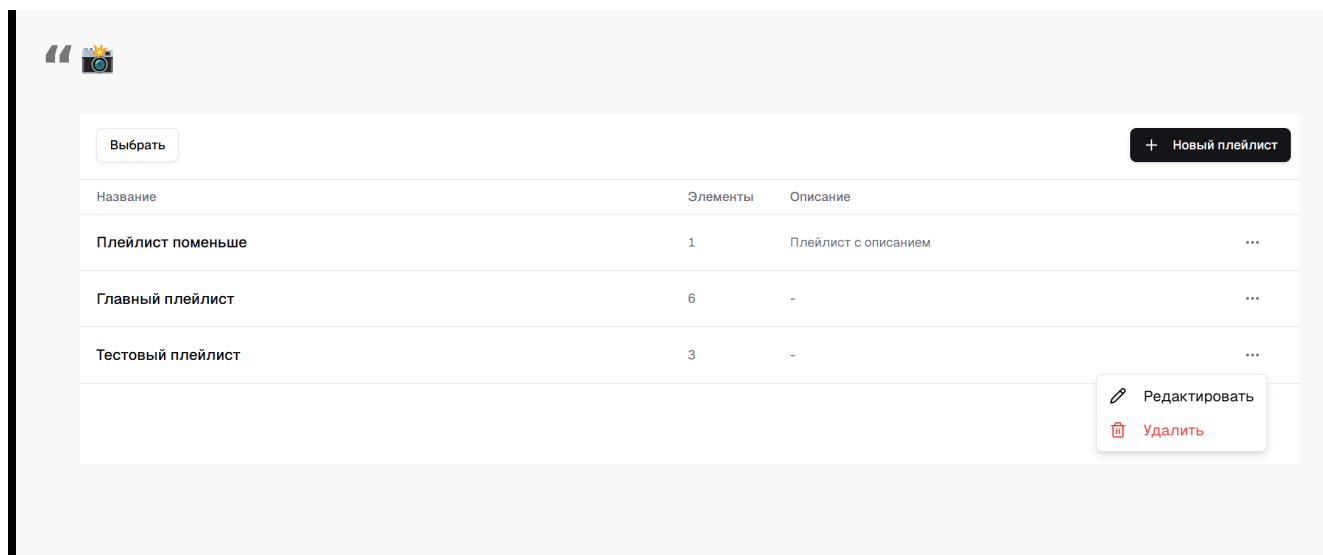 “ 📸
Выбрать + Новый плейлист
Название Элементы Описание
Плейлист поменьше 1 Плейлист с описанием ...
Главный плейлист 6 - ...
Тестовый плейлист 3 - ...
Редактировать
Удалить